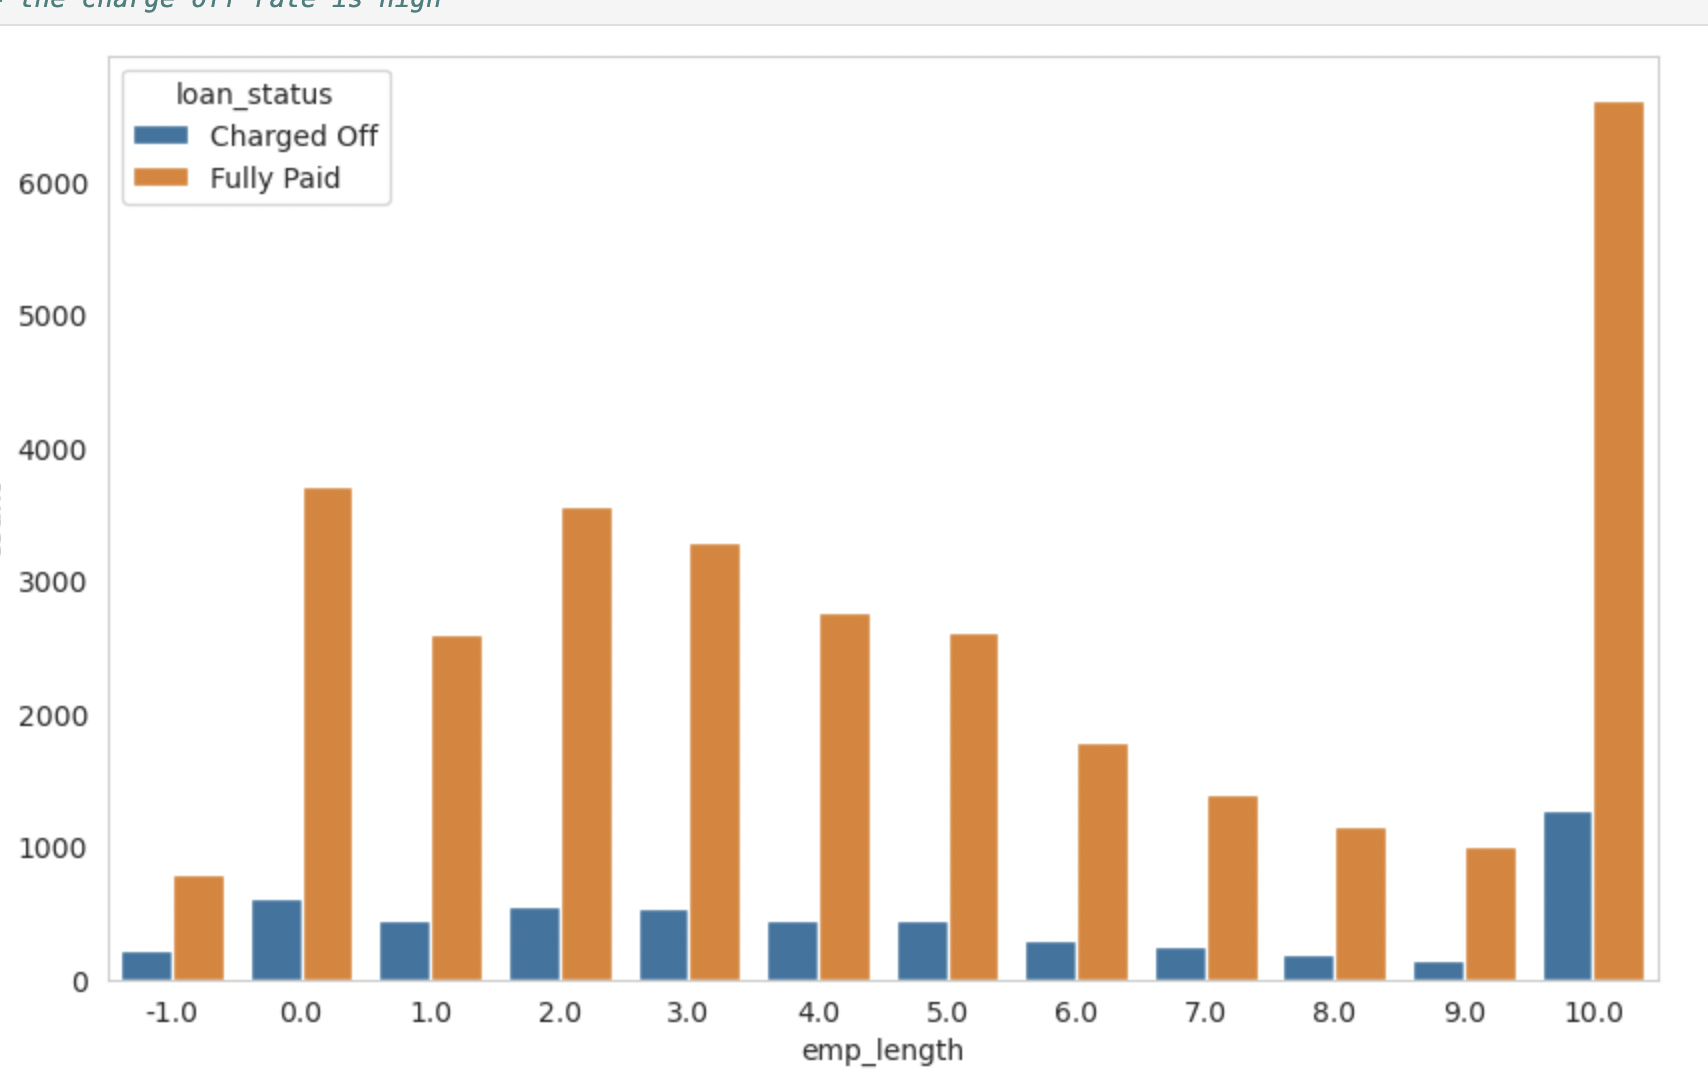 the charge off rate is high
loan_status
Charged Off
Fully Paid
6000
5000
4000
3000
2000
1000
0
-1.0 0.0 1.0 2.0 3.0 4.0 5.0 6.0 7.0 8.0 9.0 10.0
emp_length